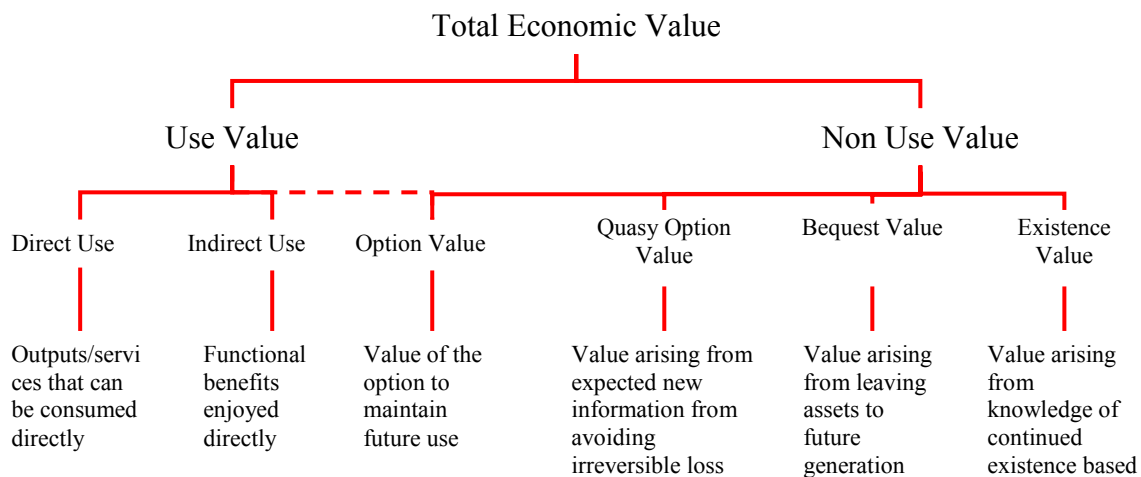 Total Economic Value
Use Value
Non Use Value
Direct Use
Indirect Use
Option Value
Quasy Option
Value
Bequest Value
Existence
Value
Outputs/servi
ces that can
be consumed
directly
Functional
benefits
enjoyed
directly
Value of the
option to
maintain
future use
Value arising from
expected new
information from
avoiding
irreversible loss
Value arising
from leaving
assets to
future
generation
Value arising
from
knowledge of
continued
existence based